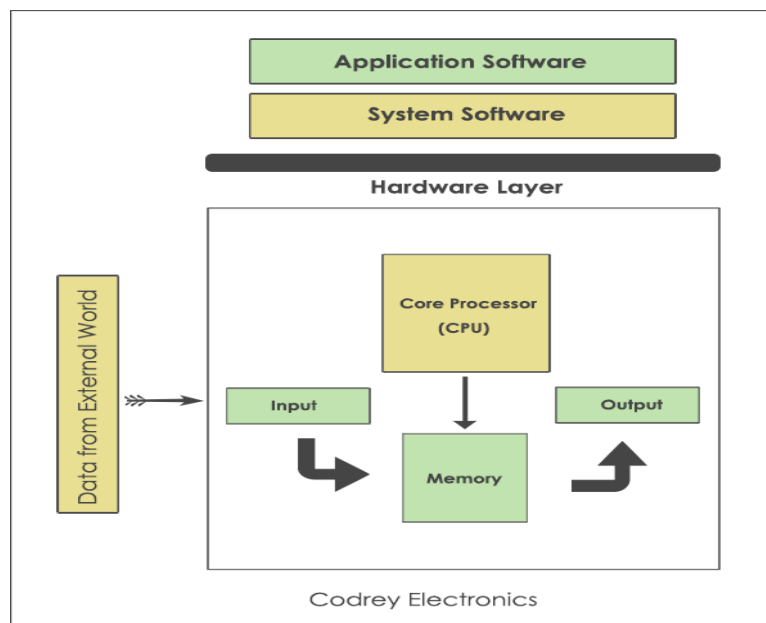 Application Software
System Software
Hardware Layer
Core Processor
(CPU)
Data from External World
Input
Output
Memory
Codrey Electronics